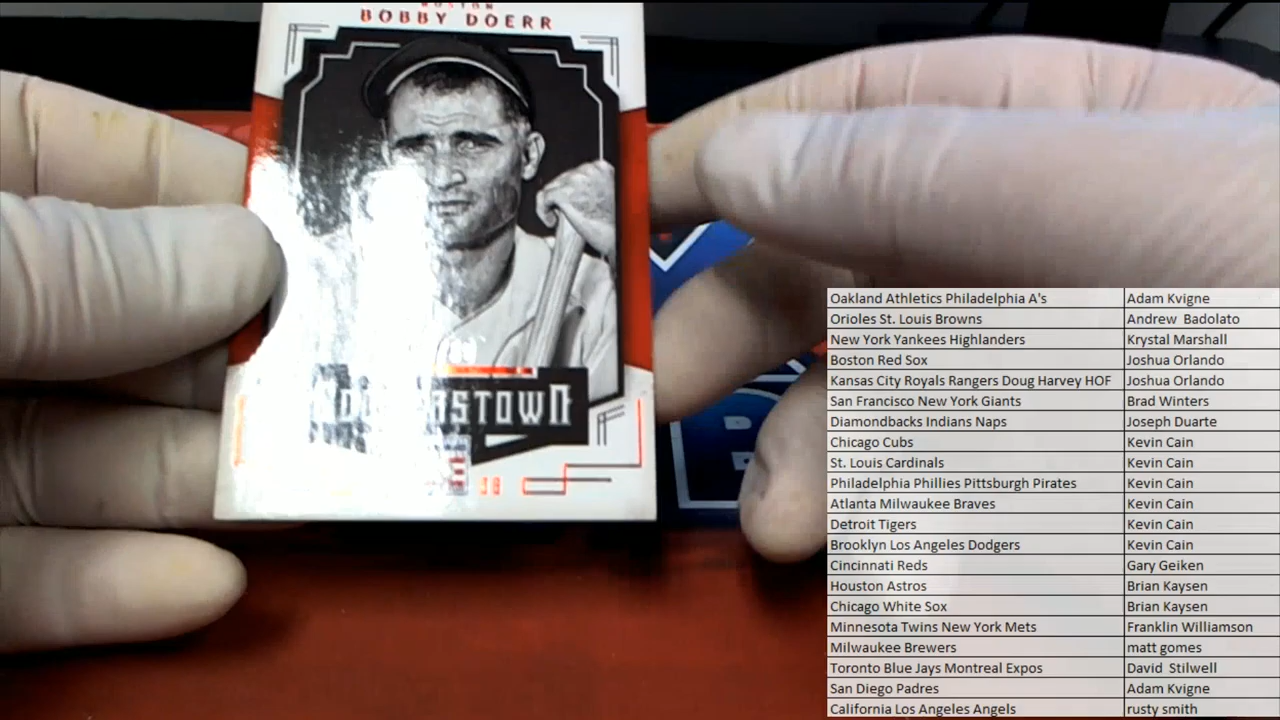 BOSTON
BOBBY DOERR
COOPERSTOWN
Oakland Athletics Philadelphia A's Adam Kvigne
Orioles St. Louis Browns Andrew Badolato
New York Yankees Highlanders Krystal Marshall
Boston Red Sox Joshua Orlando
Kansas City Royals Rangers Doug Harvey HOF Joshua Orlando
San Francisco New York Giants Brad Winters
Diamondbacks Indians Naps Joseph Duarte
Chicago Cubs Kevin Cain
St. Louis Cardinals Kevin Cain
Philadelphia Phillies Pittsburgh Pirates Kevin Cain
Atlanta Milwaukee Braves Kevin Cain
Detroit Tigers Kevin Cain
Brooklyn Los Angeles Dodgers Kevin Cain
Cincinnati Reds Gary Geiken
Houston Astros Brian Kaysen
Chicago White Sox Brian Kaysen
Minnesota Twins New York Mets Franklin Williamson
Milwaukee Brewers matt gomes
Toronto Blue Jays Montreal Expos David Stilwell
San Diego Padres Adam Kvigne
California Los Angeles Angels rusty smith